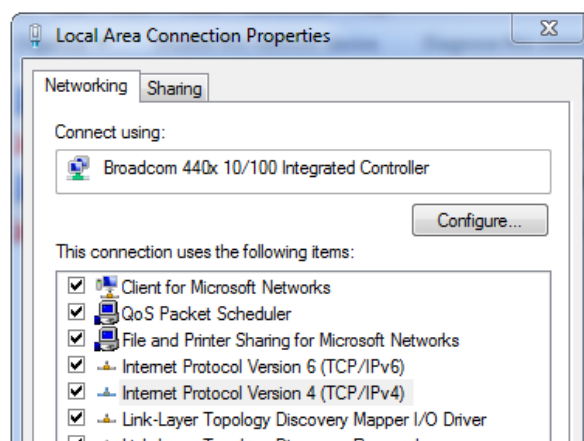 Local Area Connection Properties
Networking
Sharing
Connect using:
Broadcom 440x 10/100 Integrated Controller
Configure...
This connection uses the following items:
Client for Microsoft Networks
QoS Packet Scheduler
File and Printer Sharing for Microsoft Networks
Internet Protocol Version 6 (TCP/IPv6)
Internet Protocol Version 4 (TCP/IPv4)
Link-Layer Topology Discovery Mapper I/O Driver